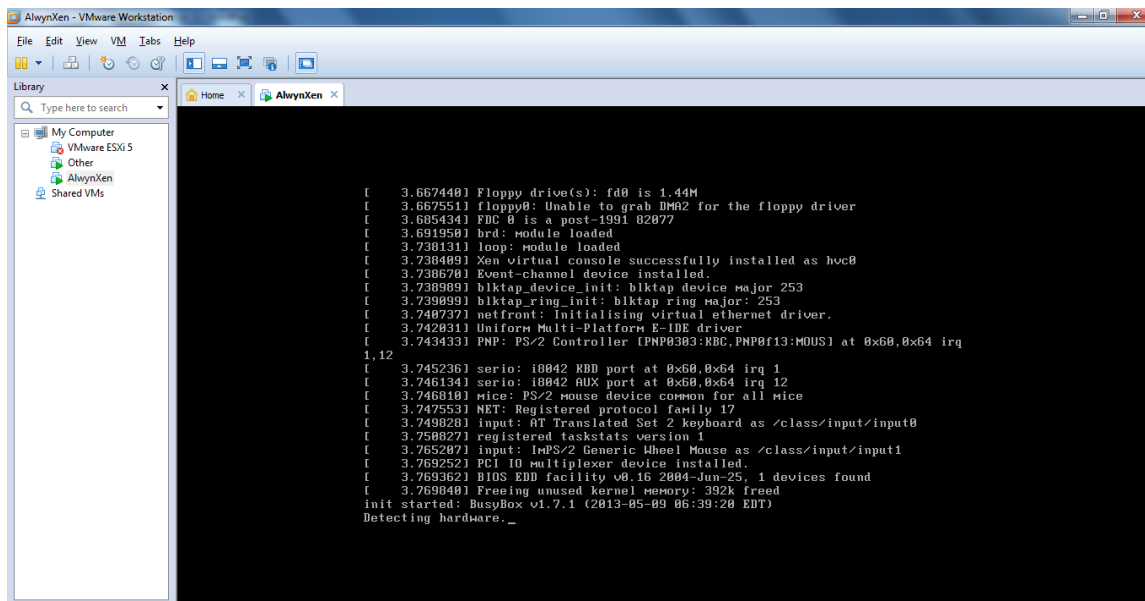 AlwynXen - VMware Workstation
File Edit View VM Tabs Help
Library
Type here to search
My Computer
VMware ESXi 5
Other
AlwynXen
Shared VMs
Home
AlwynXen
[    3.667440] Floppy drive(s): fd0 is 1.44M
[    3.667551] floppy0: Unable to grab DMA2 for the floppy driver
[    3.685434] FDC 0 is a post-1991 82077
[    3.691950] brd: module loaded
[    3.738131] loop: module loaded
[    3.738409] Xen virtual console successfully installed as hvc0
[    3.738670] Event-channel device installed.
[    3.738989] blktap_device_init: blktap device major 253
[    3.739099] blktap_ring_init: blktap ring major: 253
[    3.740737] netfront: Initialising virtual ethernet driver.
[    3.742031] Uniform Multi-Platform E-IDE driver
[    3.743433] PNP: PS/2 Controller [PNP0303:KBC,PNP0f13:MOUS] at 0x60,0x64 irq
1,12
[    3.745236] serio: i8042 KBD port at 0x60,0x64 irq 1
[    3.746134] serio: i8042 AUX port at 0x60,0x64 irq 12
[    3.746810] mice: PS/2 mouse device common for all mice
[    3.747553] NET: Registered protocol family 17
[    3.749828] input: AT Translated Set 2 keyboard as /class/input/input0
[    3.750827] registered taskstats version 1
[    3.765207] input: ImPS/2 Generic Wheel Mouse as /class/input/input1
[    3.769252] PCI IO multiplexer device installed.
[    3.769362] BIOS EDD facility v0.16 2004-Jun-25, 1 devices found
[    3.769840] Freeing unused kernel memory: 392k freed
init started: BusyBox v1.7.1 (2013-05-09 06:39:20 EDT)
Detecting hardware._